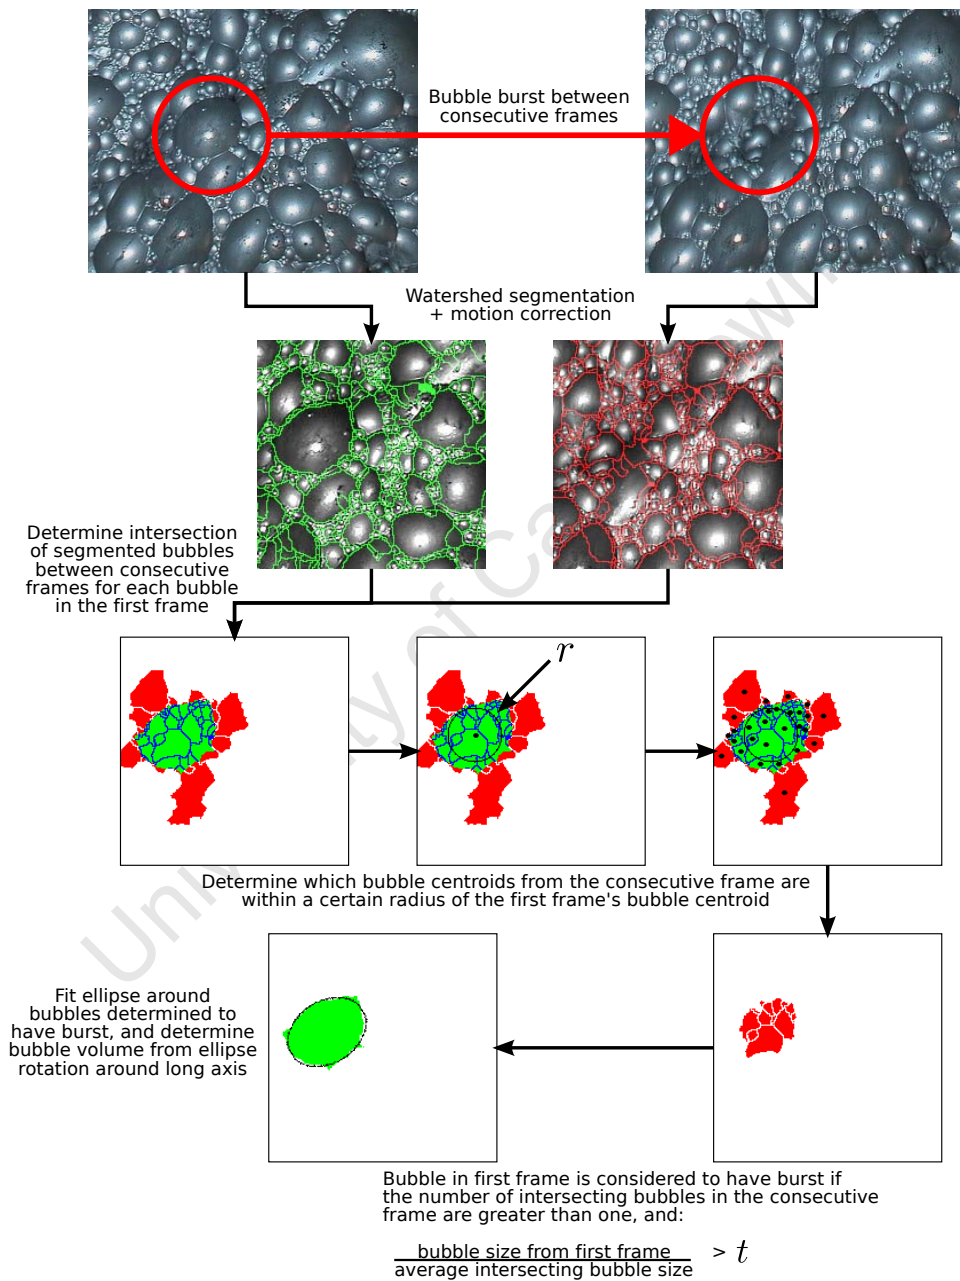 Bubble burst between
consecutive frames
Watershed segmentation
+ motion correction
Determine intersection
of segmented bubbles
between consecutive
frames for each bubble
in the first frame
r
Determine which bubble centroids from the consecutive frame are
within a certain radius of the first frame's bubble centroid
Fit ellipse around
bubbles determined to
have burst, and determine
bubble volume from ellipse
rotation around long axis
Bubble in first frame is considered to have burst if
the number of intersecting bubbles in the consecutive
frame are greater than one, and:
bubble size from first frame
average intersecting bubble size
> t